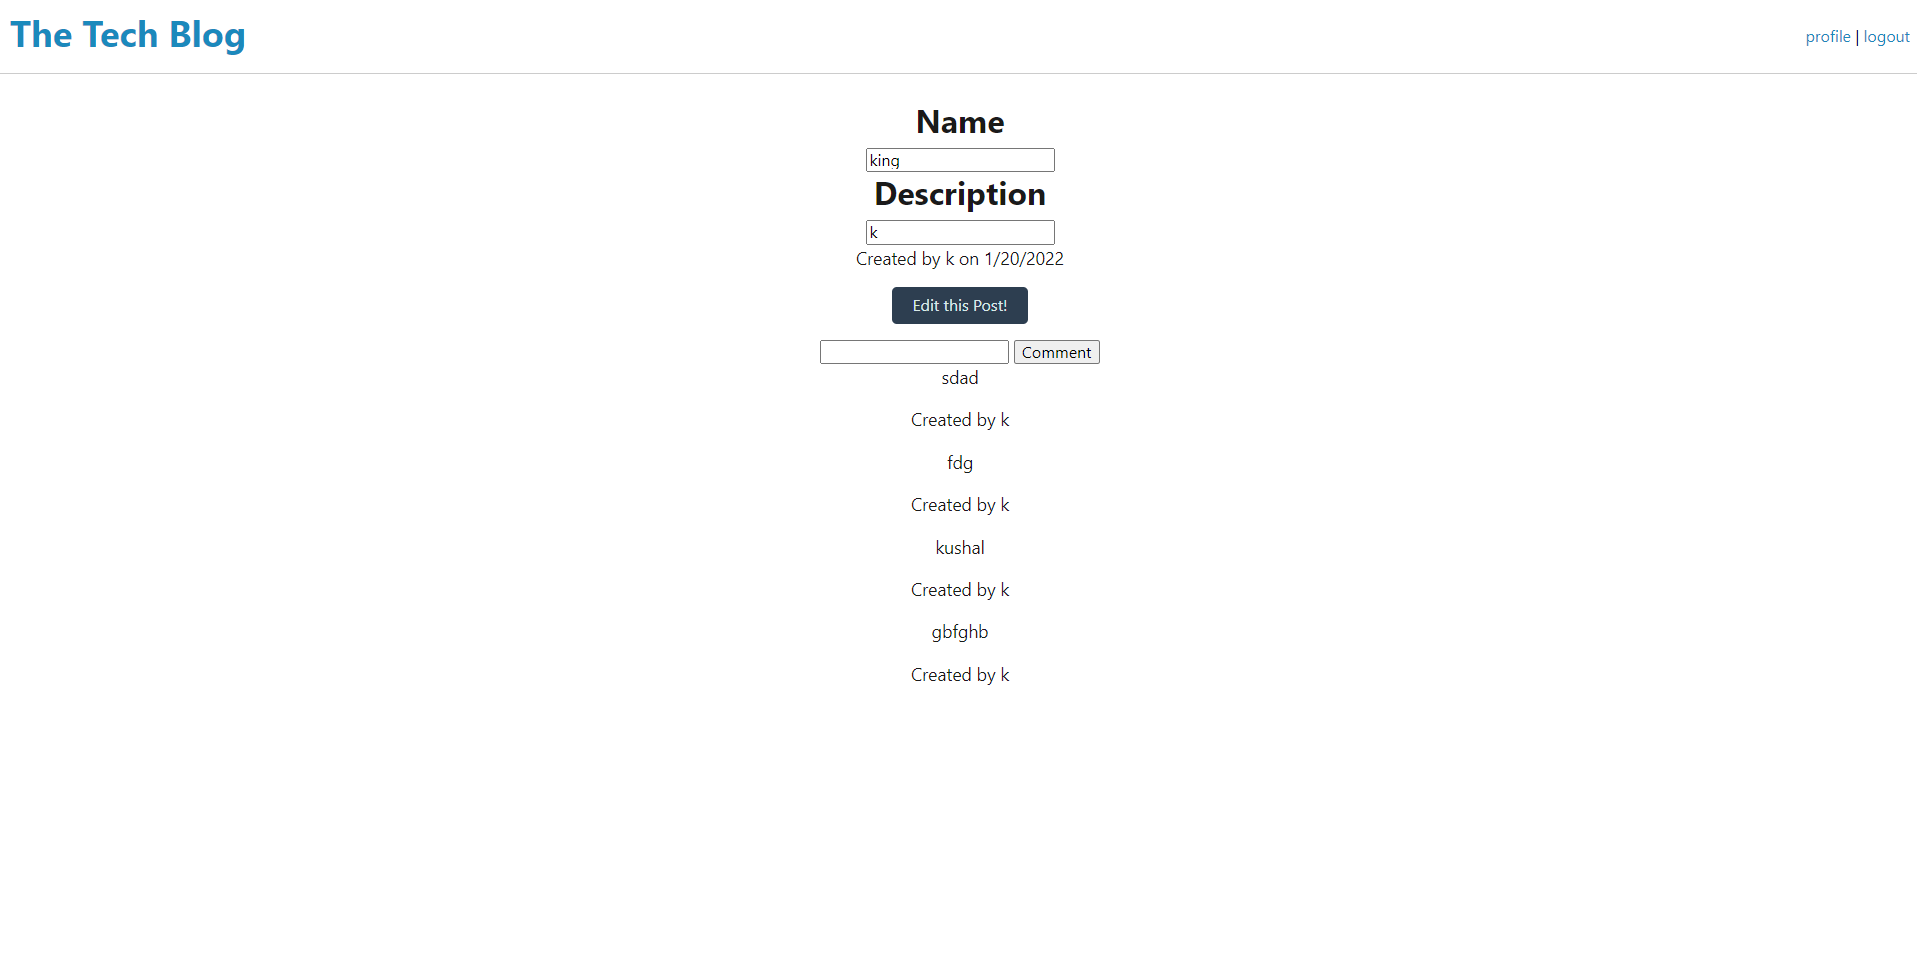 The Tech Blog
profile | logout
Name
king
Description
k
Created by k on 1/20/2022
Edit this Post!
Comment
sdad
Created by k
fdg
Created by k
kushal
Created by k
gbfghb
Created by k